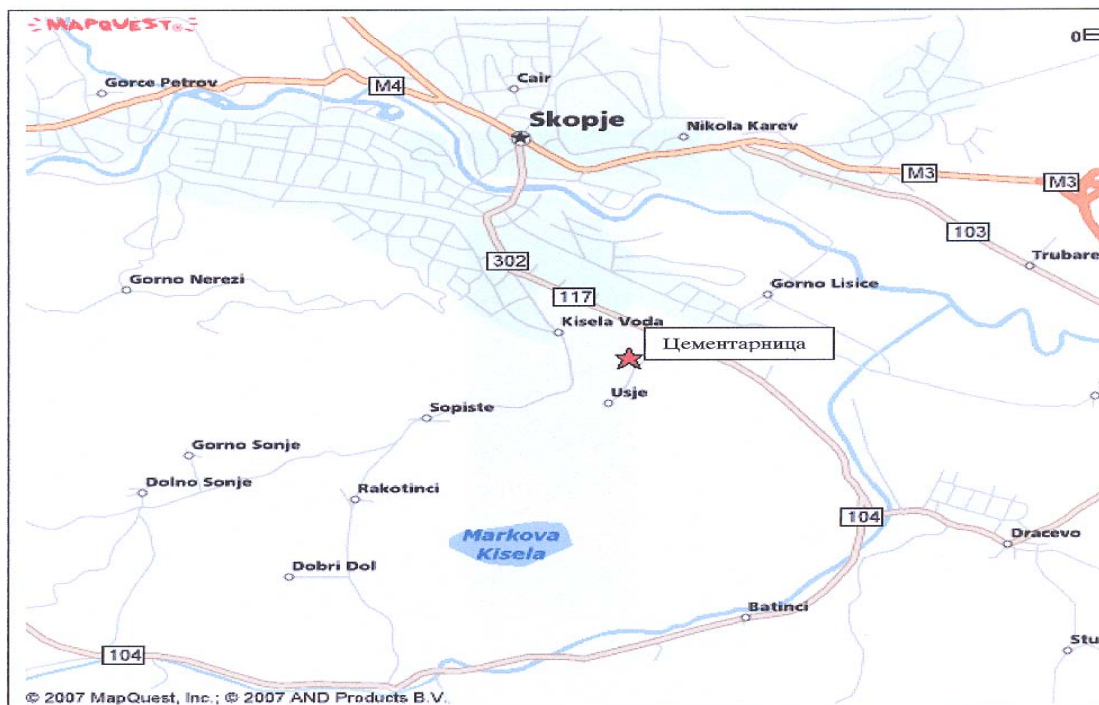 MAPQUEST
Cair
Gorce Petrov
M4
Skopje
Nikola Karev
M3
M3
103
Trubare
302
Gorno Nerezi
117
Gorno Lisice
Kisela Voda
Цементарница
Usje
Sopiste
Gorno Sonje
Dolno Sonje
Rakotinci
104
Markova
Kisela
Dracevo
Dobri Dol
Batinci
104
Stu
© 2007 MapQuest, Inc.; © 2007 AND Products B.V.